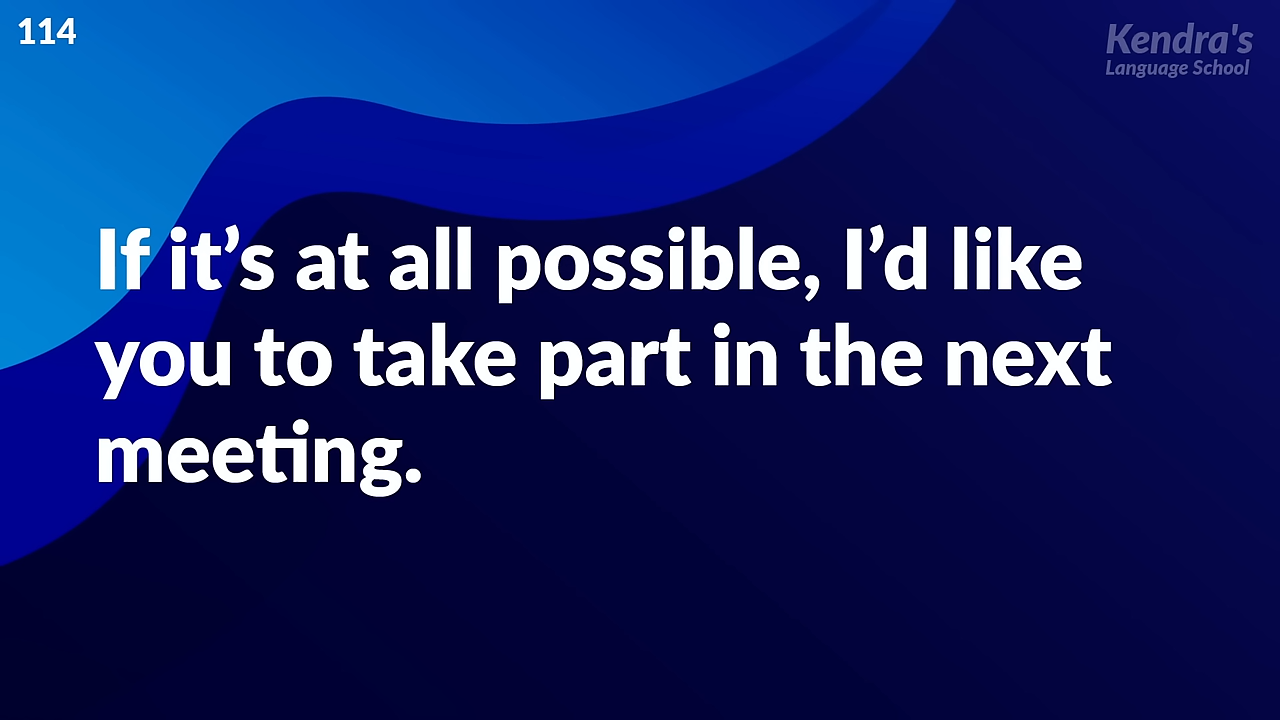 114
Kendra's
Language School
If it’s at all possible, I’d like
you to take part in the next
meeting.